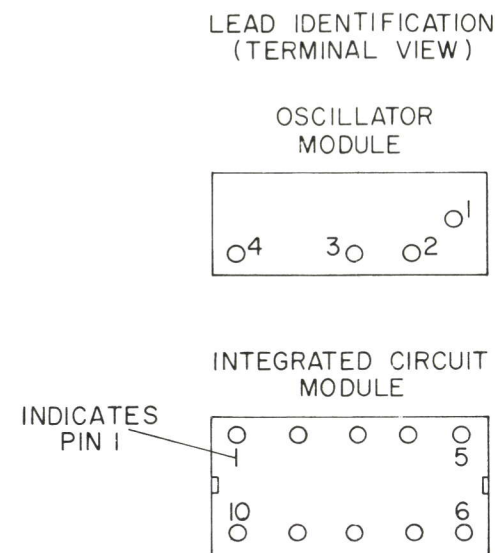 LEAD IDENTIFICATION
(TERMINAL VIEW)
OSCILLATOR
MODULE
1
4 3 2
INTEGRATED CIRCUIT
MODULE
INDICATES
PIN 1
1 5
10 6